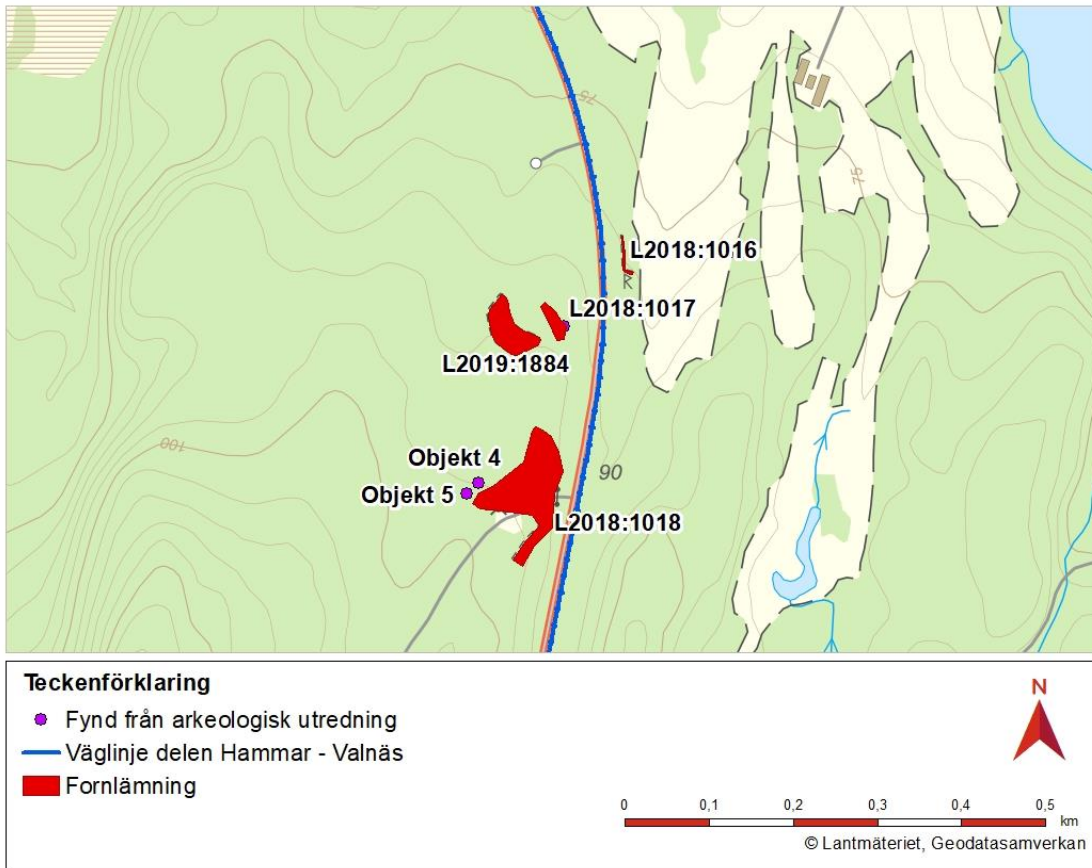 75
75
L2018:1016
L2018:1017
L2019:1884
100
Objekt 4
90
Objekt 5
L2018:1018
Teckenförklaring
Fynd från arkeologisk utredning
Väglinje delen Hammar - Valnäs
Fornlämning
N
0 0,1 0,2 0,3 0,4 0,5
km
© Lantmäteriet, Geodatasamverkan